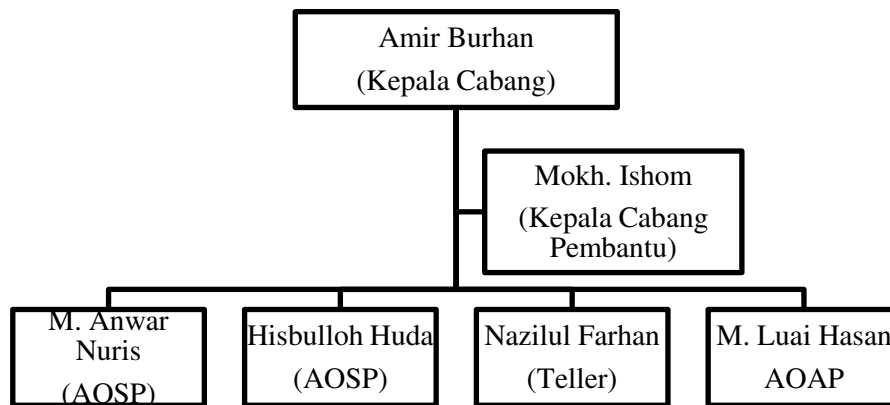 Amir Burhan
(Kepala Cabang)
Mokh. Ishom
(Kepala Cabang
Pembantu)
M. Anwar
Nuris
(AOSP)
Hisbulloh Huda
(AOSP)
Nazilul Farhan
(Teller)
M. Luai Hasan
AOAP